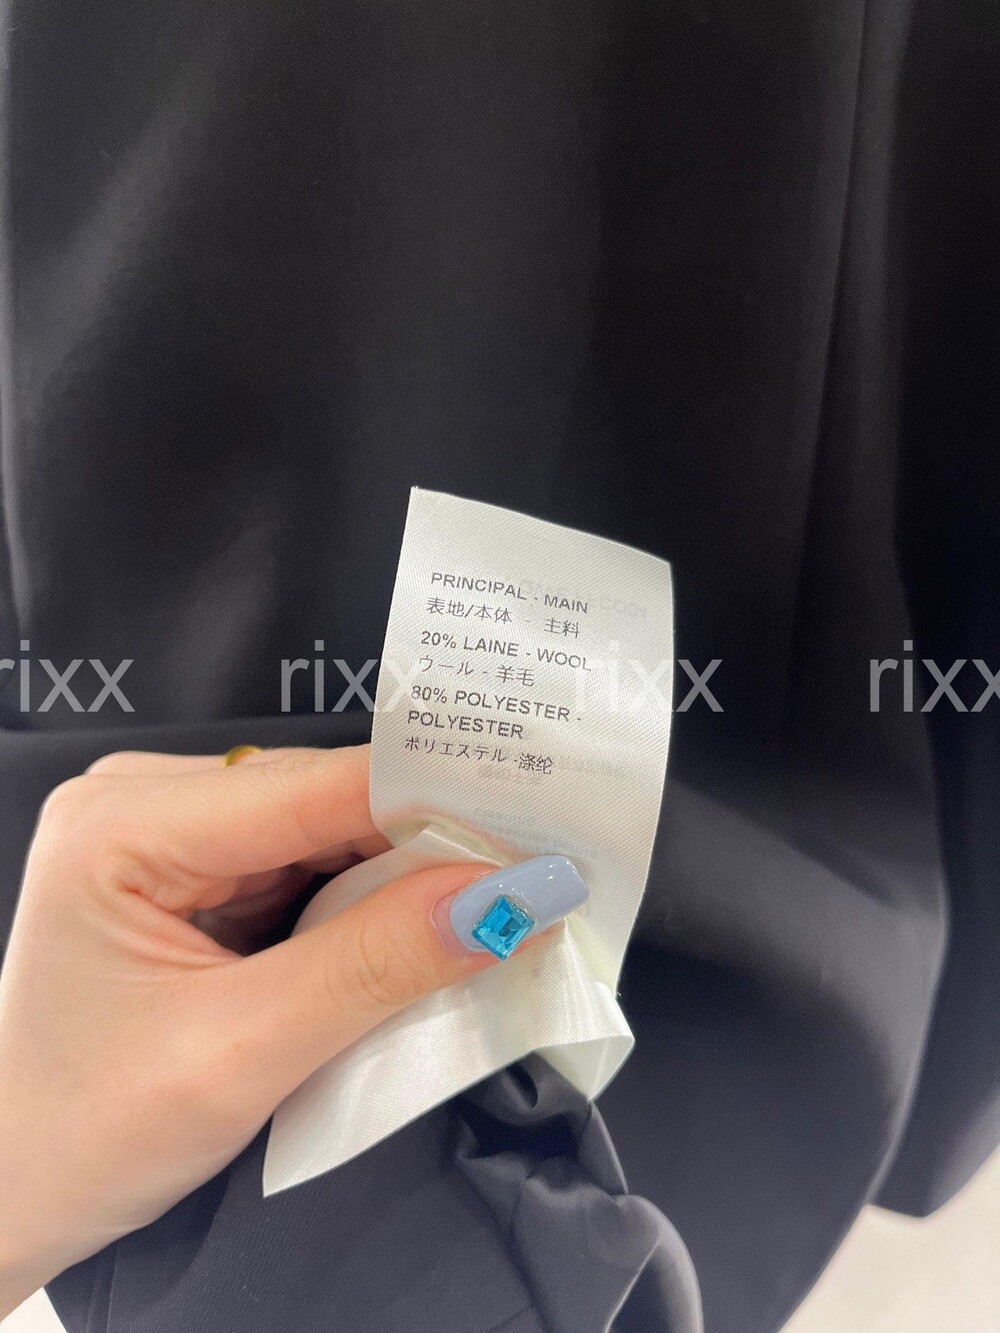 PRINCIPAL - MAIN
表地/本体 - 主料
20% LAINE - WOOL
ウール - 羊毛
80% POLYESTER -
POLYESTER
ポリエステル -涤纶
rixx rixx rixx rixx